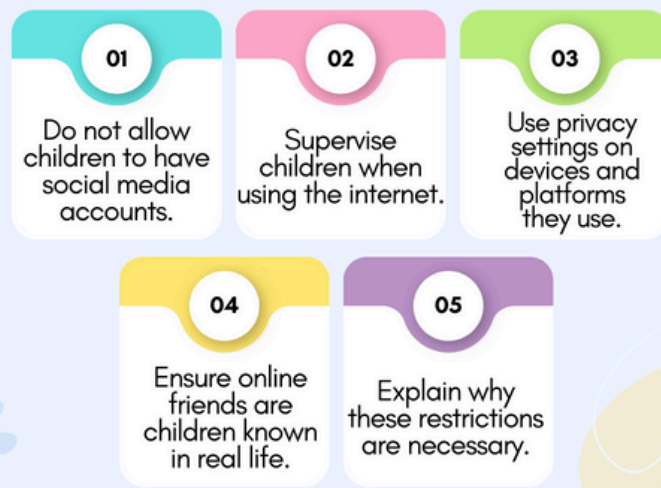 01
Do not allow
children to have
social media
accounts.
02
Supervise
children when
using the internet.
03
Use privacy
settings on
devices and
platforms
they use.
04
Ensure online
friends are
children known
in real life.
05
Explain why
these restrictions
are necessary.